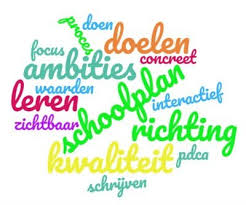 doen
proces
doelen
focus
concreet
ambities
waarden
schoolplan
interactief
leren
zichtbaar
richting
kwaliteit
pdca
schrijven